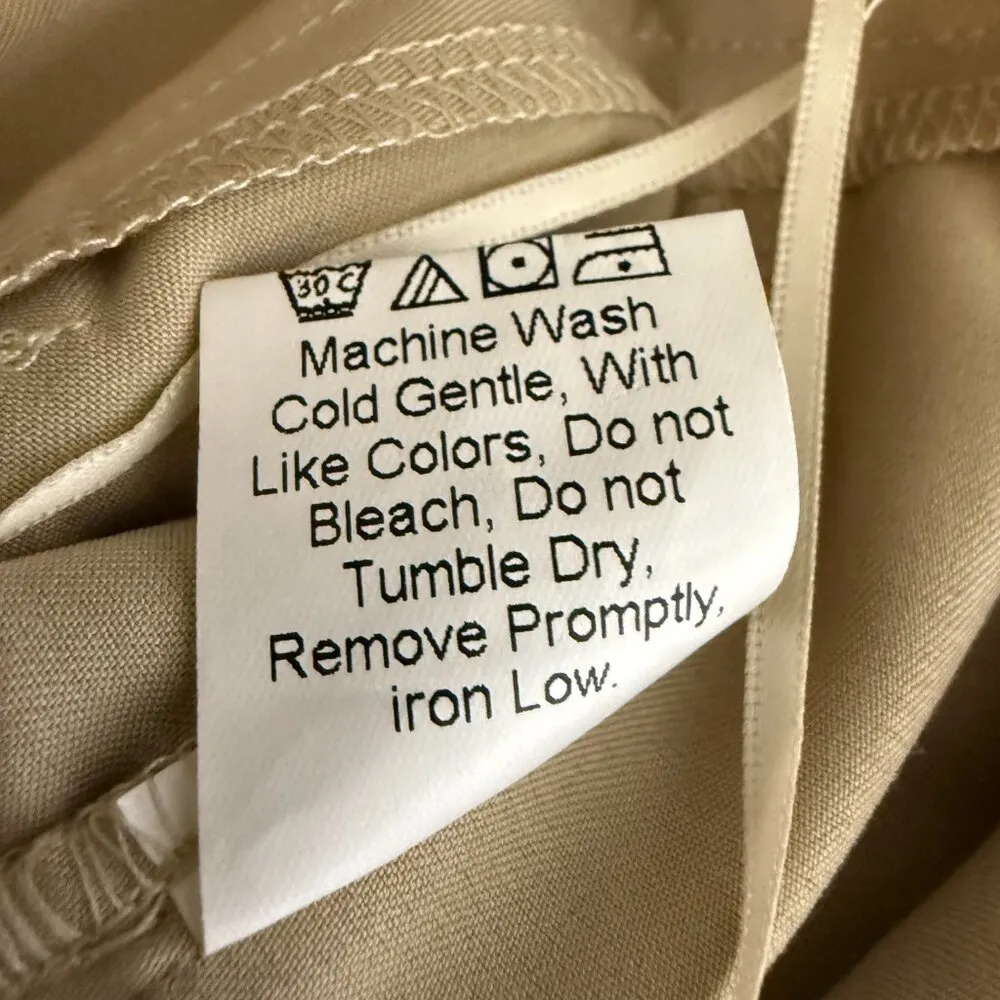 30 C
Machine Wash
Cold Gentle, With
Like Colors, Do not
Bleach, Do not
Tumble Dry,
Remove Promptly,
iron Low.